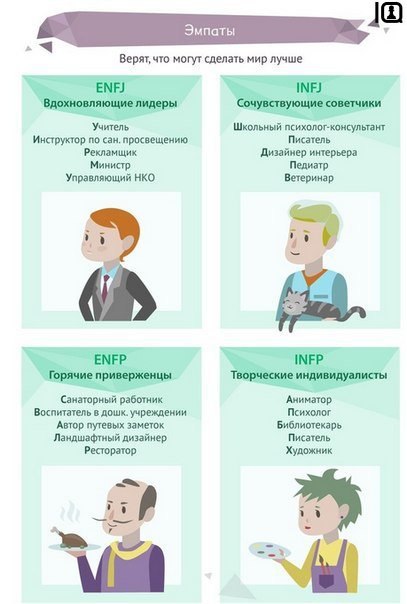 Эмпаты
Верят, что могут сделать мир лучше
ENFJ
Вдохновляющие лидеры
Учитель
Инструктор по сан. просвещению
Рекламщик
Министр
Управляющий НКО
INFJ
Сочувствующие советчики
Школьный психолог-консультант
Писатель
Дизайнер интерьера
Педиатр
Ветеринар
ENFP
Горячие приверженцы
Санаторный работник
Воспитатель в дошк. учреждении
Автор путевых заметок
Ландшафтный дизайнер
Ресторатор
INFP
Творческие индивидуалисты
Аниматор
Психолог
Библиотекарь
Писатель
Художник